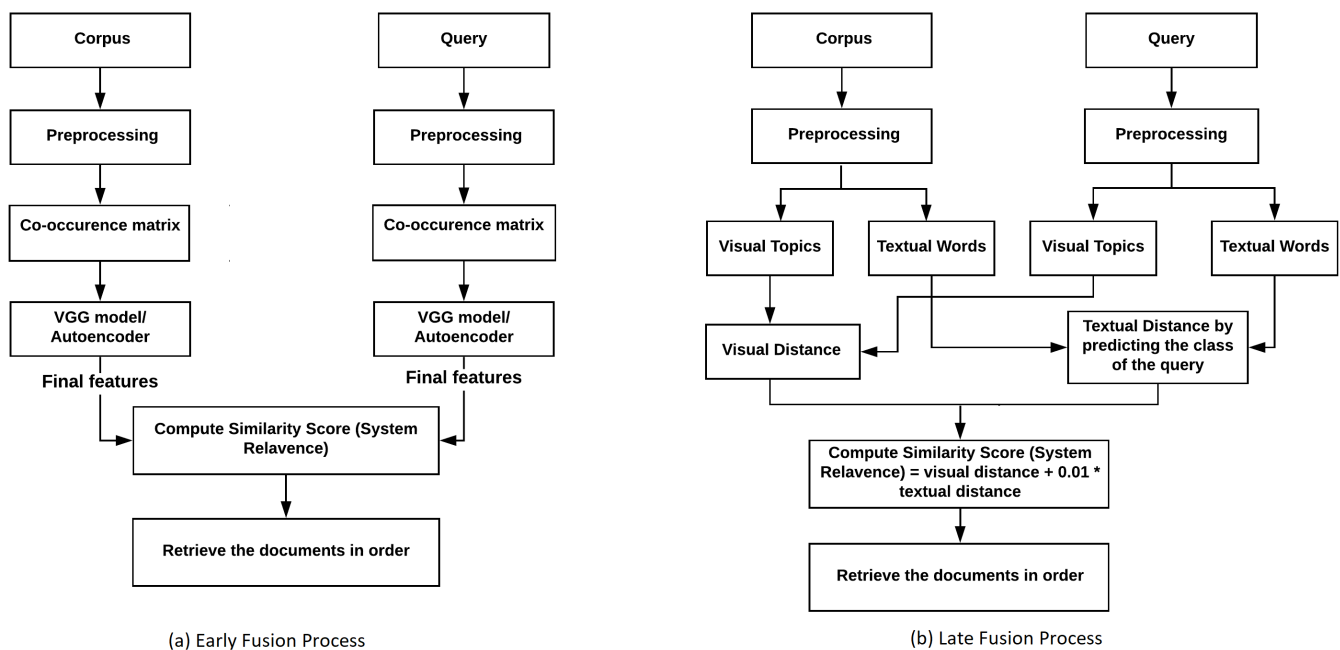 Corpus
Query
Preprocessing
Preprocessing
Co-occurence matrix
Co-occurence matrix
VGG model/
Autoencoder
VGG model/
Autoencoder
Final features
Final features
Compute Similarity Score (System
Relavence)
Retrieve the documents in order
(a) Early Fusion Process
Corpus
Query
Preprocessing
Preprocessing
Visual Topics
Textual Words
Visual Topics
Textual Words
Visual Distance
Textual Distance by
predicting the class
of the query
Compute Similarity Score (System
Relavence) = visual distance + 0.01 *
textual distance
Retrieve the documents in order
(b) Late Fusion Process